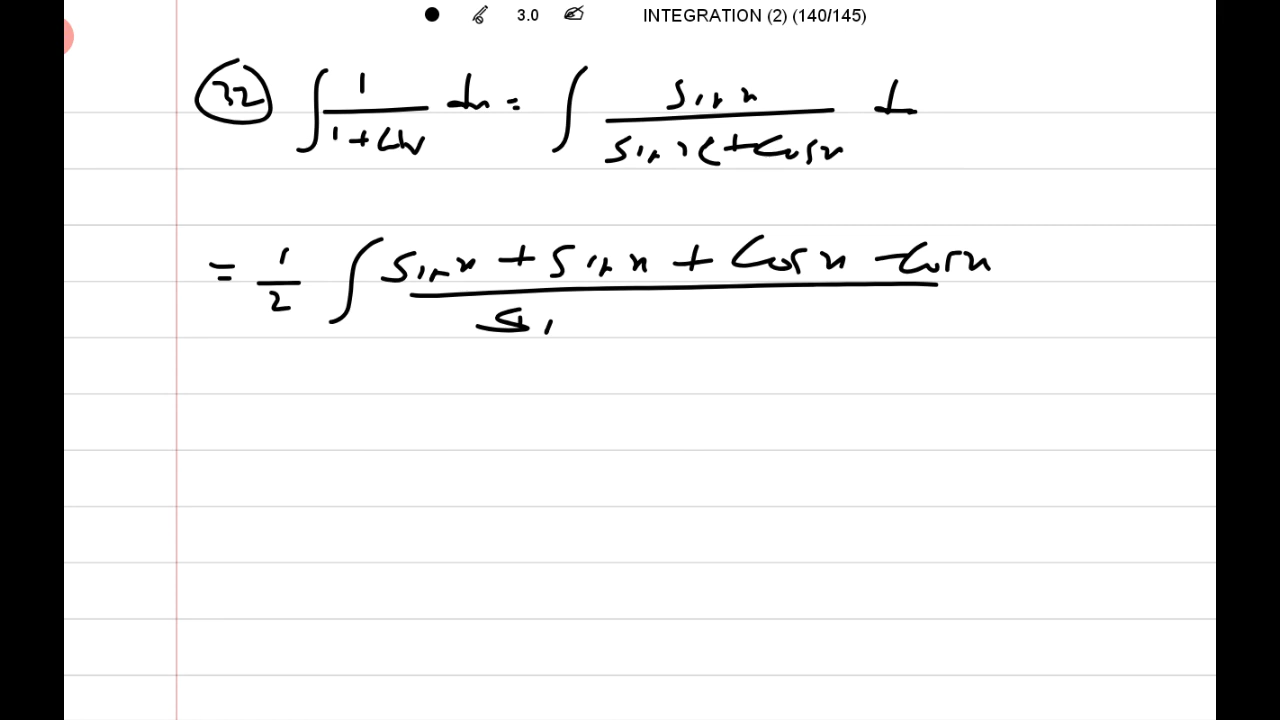 3.0 INTEGRATION (2) (140/145)
32 ∫ 1/(1 + cot x) dx = ∫ sin x/(sin x + cos x) d
= 1/2 ∫ (sin x + sin x + cos x - cos x)/(si